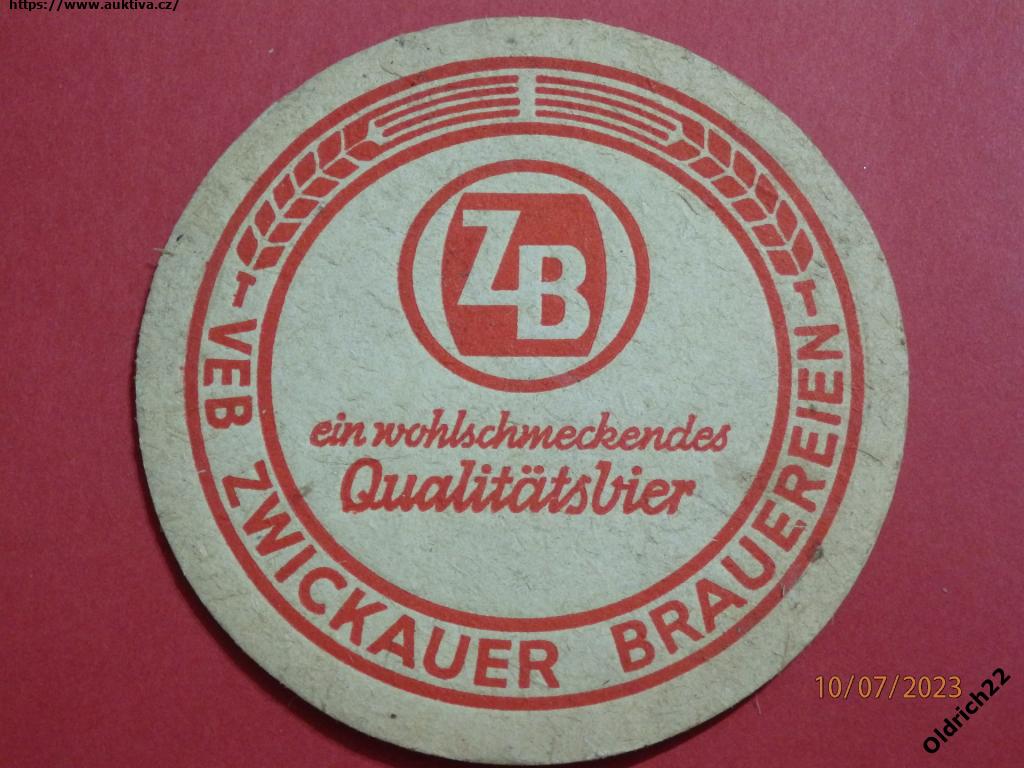 https://www.auktiva.cz/
ZB
ein wohlschmeckendes
Qualitätsbier
VEB ZWICKAUER BRAUEREIEN
10/07/2023
Oldrich22